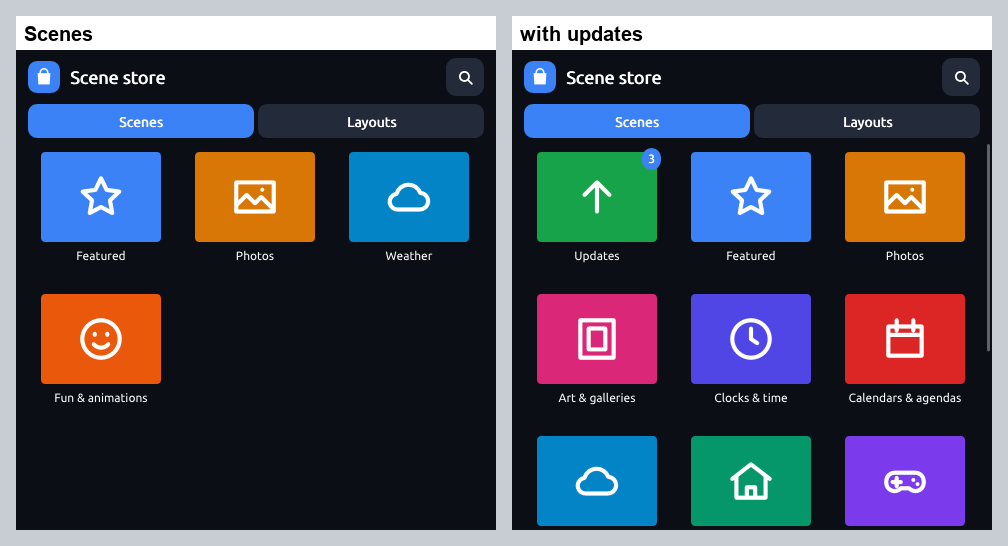 Scenes
Scene store
Scenes
Layouts
Featured
Photos
Weather
Fun & animations
with updates
Scene store
Scenes
Layouts
3
Updates
Featured
Photos
Art & galleries
Clocks & time
Calendars & agendas